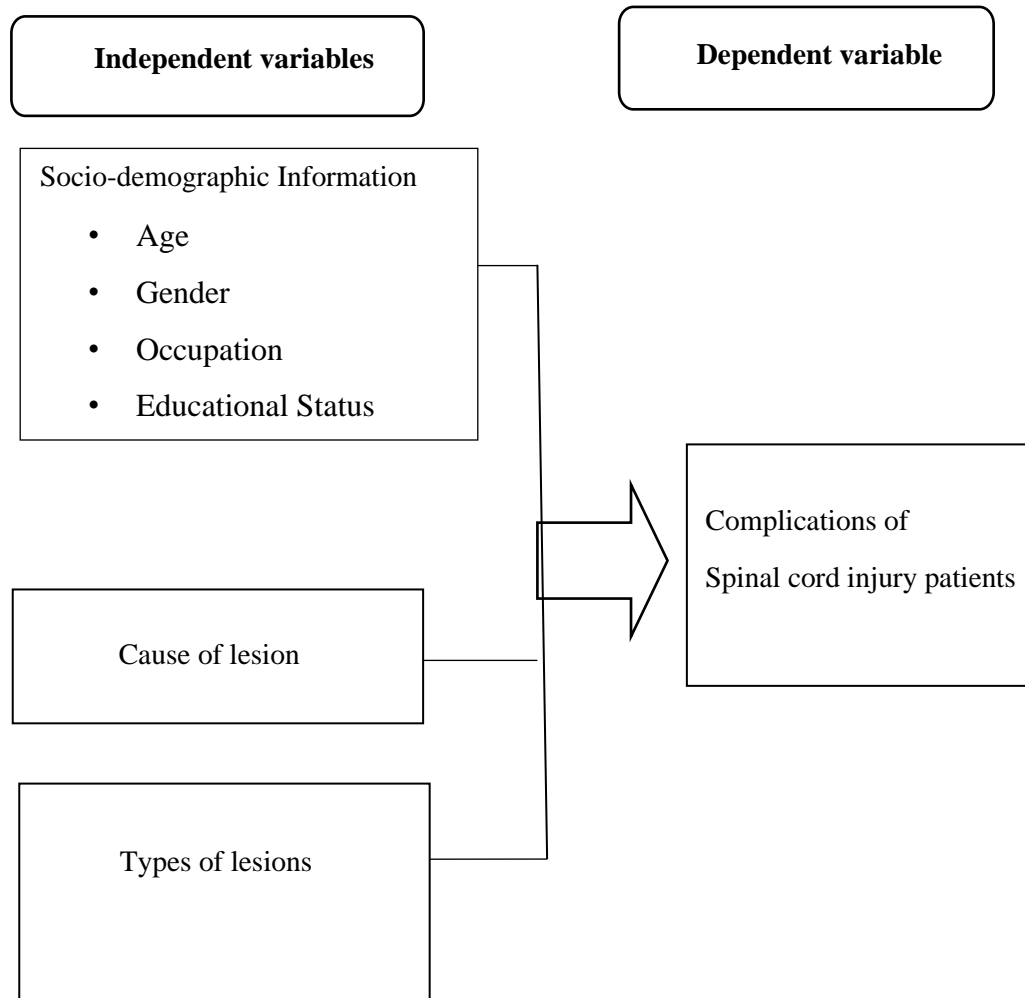 Independent variables
Dependent variable
Socio-demographic Information
• Age
• Gender
• Occupation
• Educational Status
Complications of
Spinal cord injury patients
Cause of lesion
Types of lesions